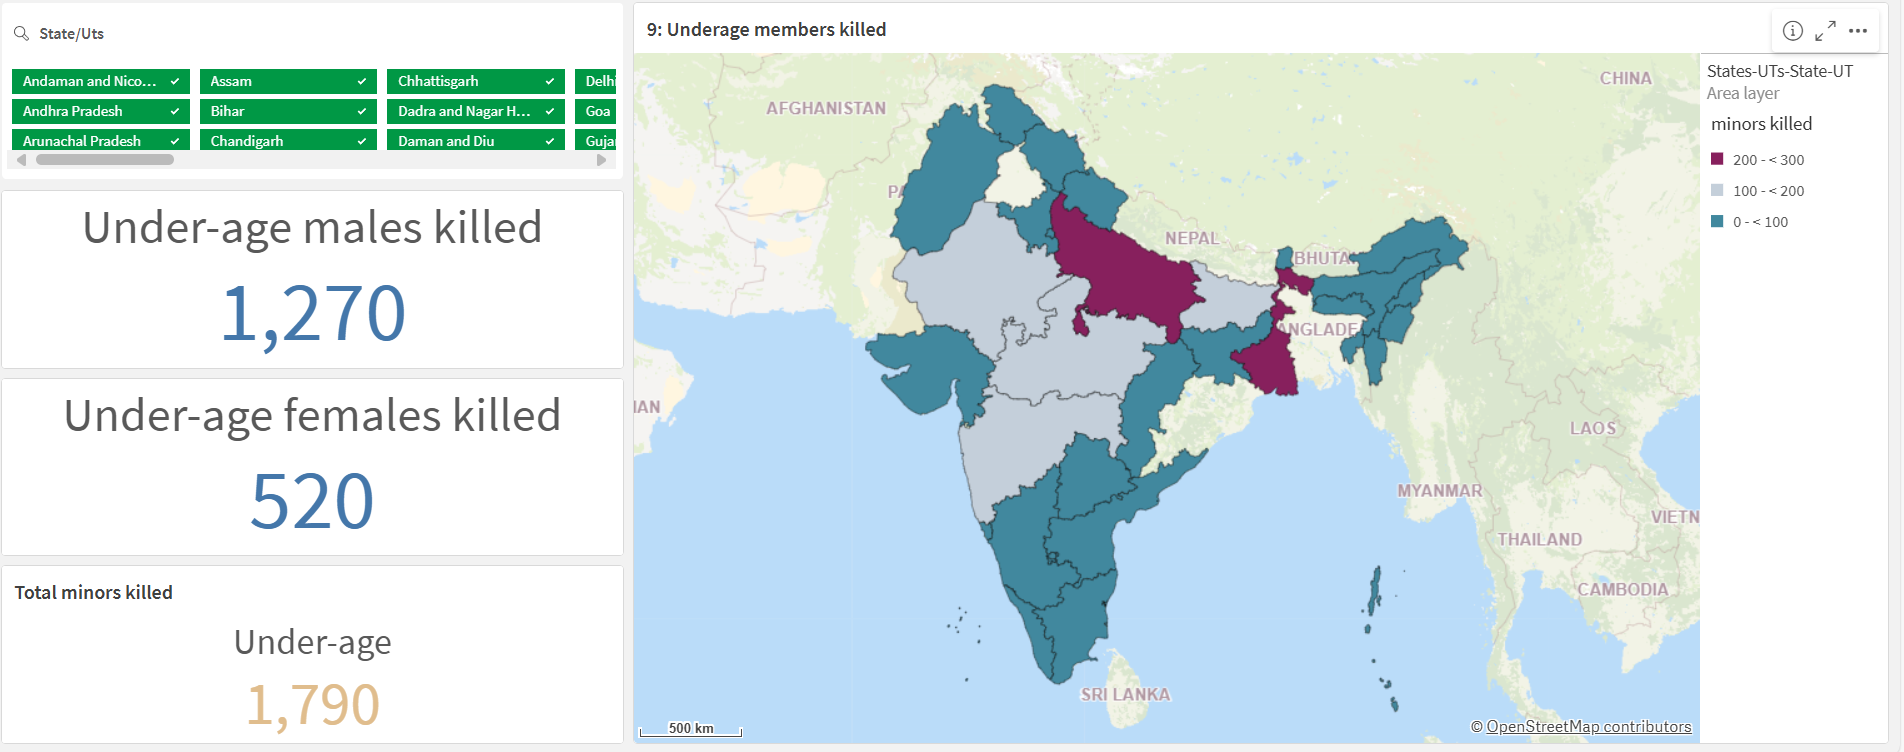 State/Uts
Andaman and Nico...
Assam
Chhattisgarh
Delhi
Andhra Pradesh
Bihar
Dadra and Nagar H...
Goa
Arunachal Pradesh
Chandigarh
Daman and Diu
Guja
Under-age males killed
1,270
Under-age females killed
520
Total minors killed
Under-age
1,790
9: Underage members killed
CHINA
AFGHANISTAN
PA
NEPAL
BHUTA
ANGLADE
IAN
LAOS
MYANMAR
VIETN
THAILAND
CAMBODIA
SRI LANKA
500 km
© OpenStreetMap contributors
States-UTs-State-UT
Area layer
minors killed
200 - < 300
100 - < 200
0 - < 100